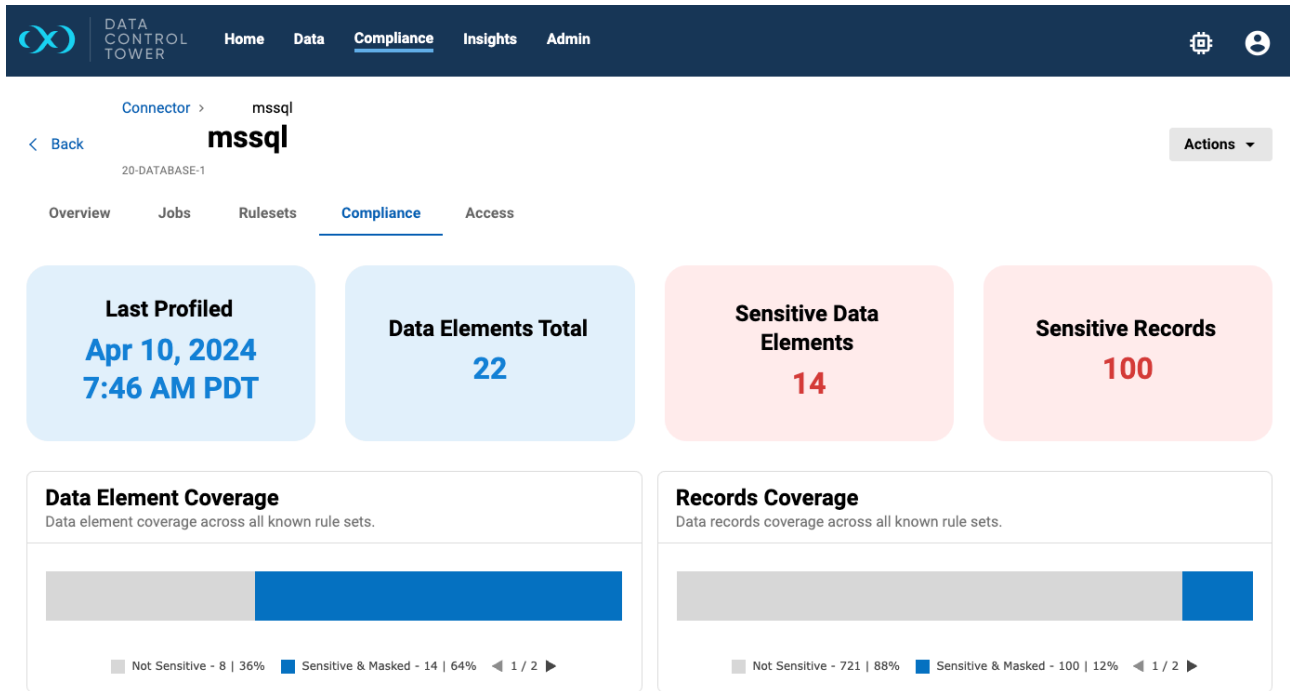 DATA
CONTROL
TOWER
Home Data Compliance Insights Admin
Connector > mssql
Back
mssql
Actions
20-DATABASE-1
Overview Jobs Rulesets Compliance Access
Last Profiled
Apr 10, 2024
7:46 AM PDT
Data Elements Total
22
Sensitive Data
Elements
14
Sensitive Records
100
Data Element Coverage
Data element coverage across all known rule sets.
Not Sensitive - 8 | 36% Sensitive & Masked - 14 | 64% 1 / 2
Records Coverage
Data records coverage across all known rule sets.
Not Sensitive - 721 | 88% Sensitive & Masked - 100 | 12% 1 / 2